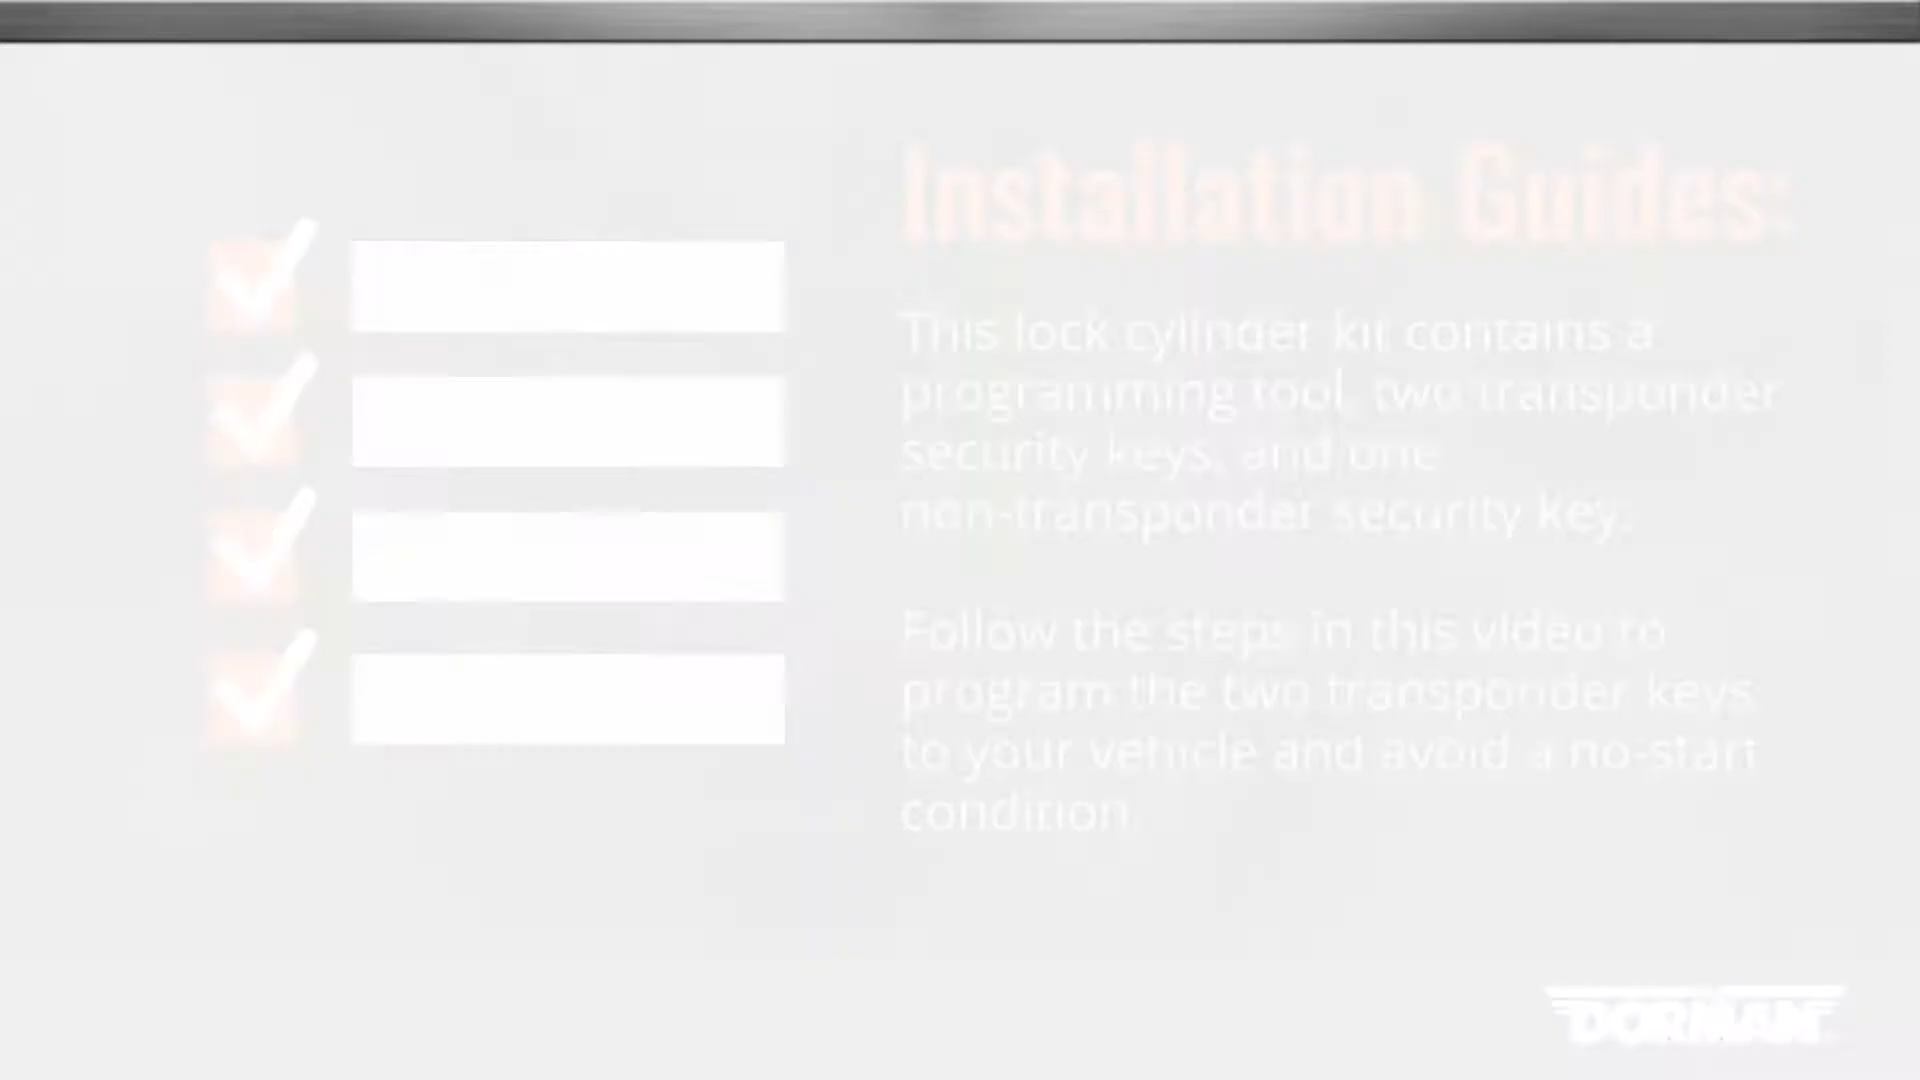 Installation Guides:
This lock cylinder kit contains a
programming tool, two transponder
security keys, and one
non-transponder security key.
Follow the steps in this video to
program the two transponder keys
to your vehicle and avoid a no-start
condition.
DORMAN